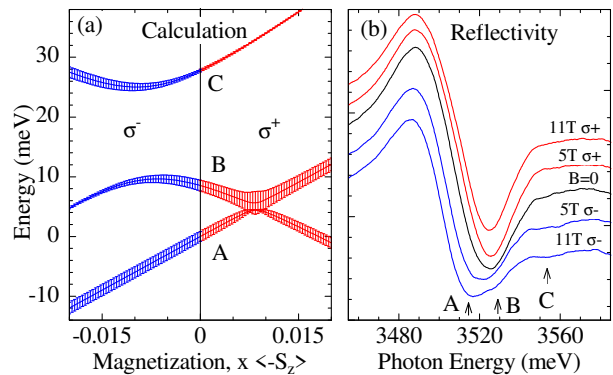 (a) Calculation
C
σ⁻ σ⁺
B
A
30
20
10
0
-10
Energy (meV)
-0.015 0 0.015
Magnetization, x <-S_z>
(b) Reflectivity
11T σ+
5T σ+
B=0
5T σ-
11T σ-
A B C
3480 3520 3560
Photon Energy (meV)